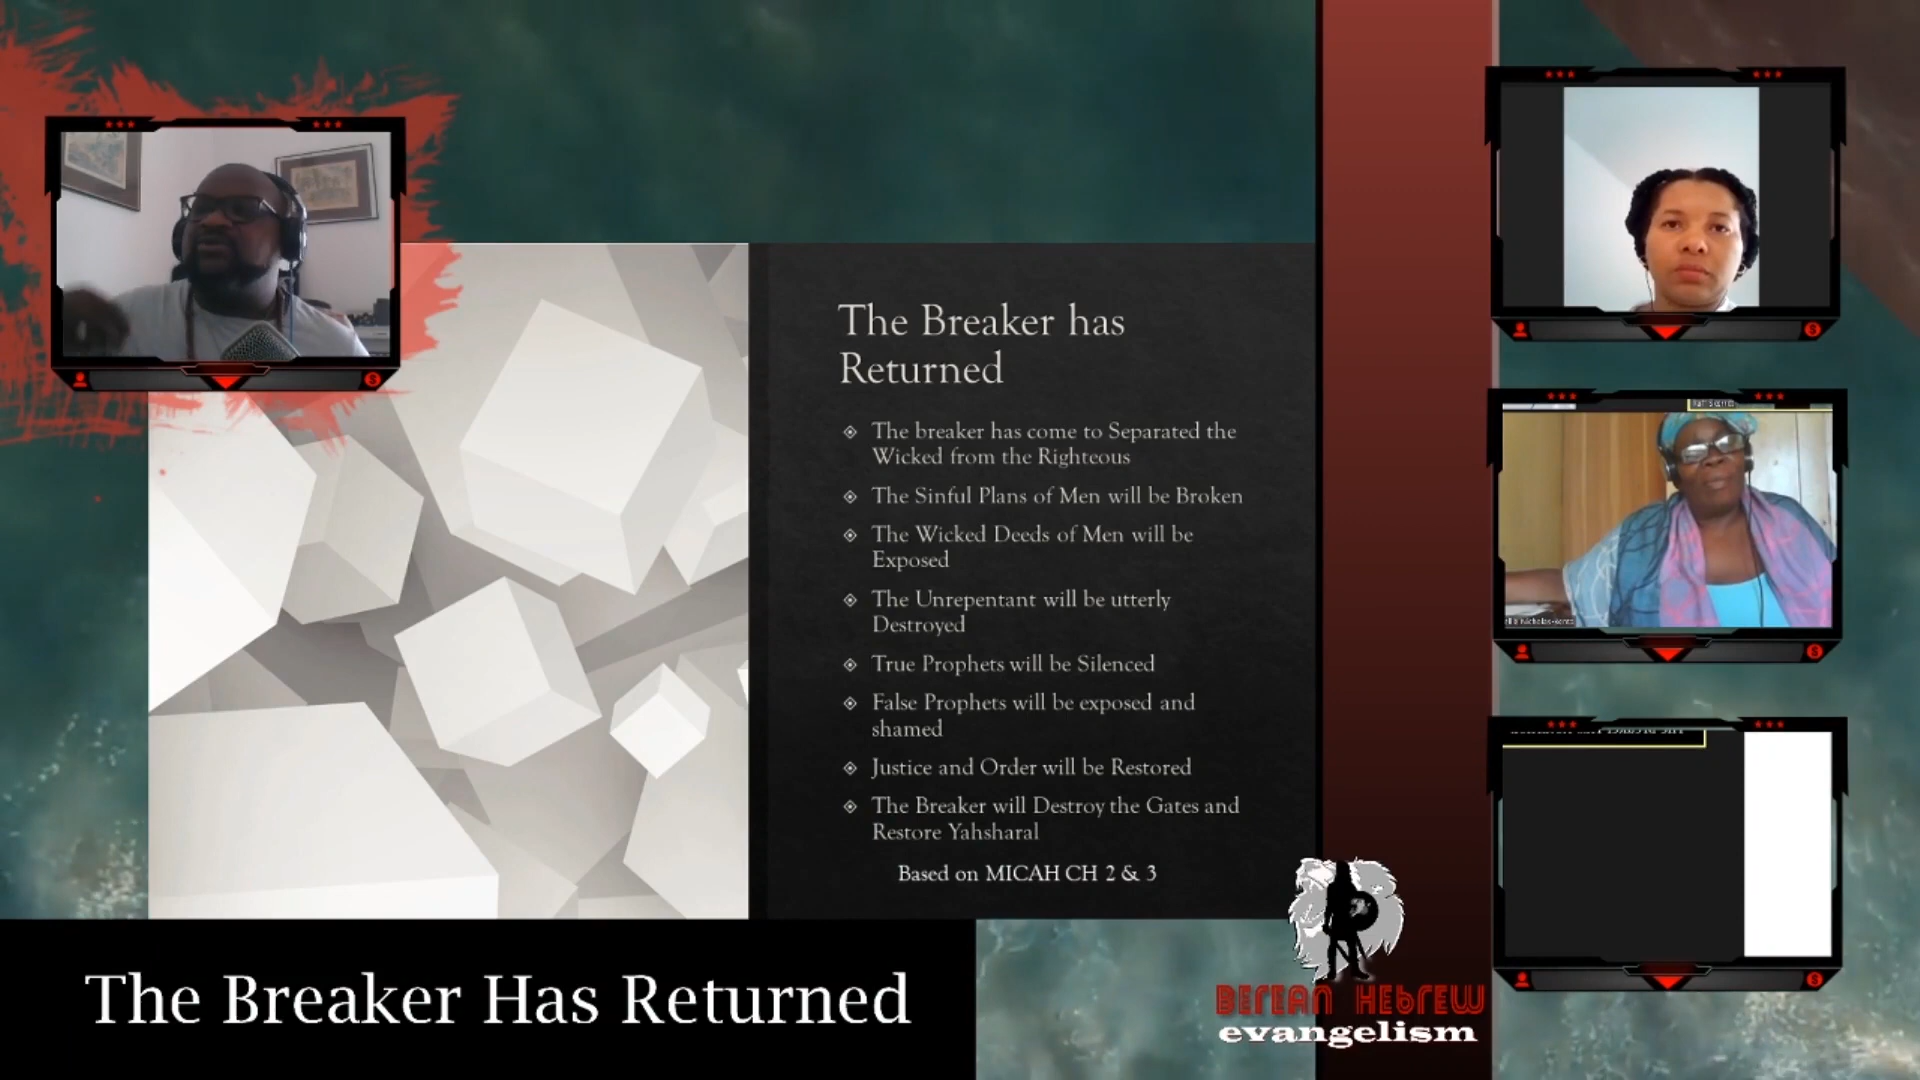 The Breaker has
Returned
The breaker has come to Separated the
Wicked from the Righteous
The Sinful Plans of Men will be Broken
The Wicked Deeds of Men will be
Exposed
The Unrepentant will be utterly
Destroyed
True Prophets will be Silenced
False Prophets will be exposed and
shamed
Justice and Order will be Restored
The Breaker will Destroy the Gates and
Restore Yahsharal
Based on MICAH CH 2 & 3
The Breaker Has Returned
BEREAN HEBREW
evangelism